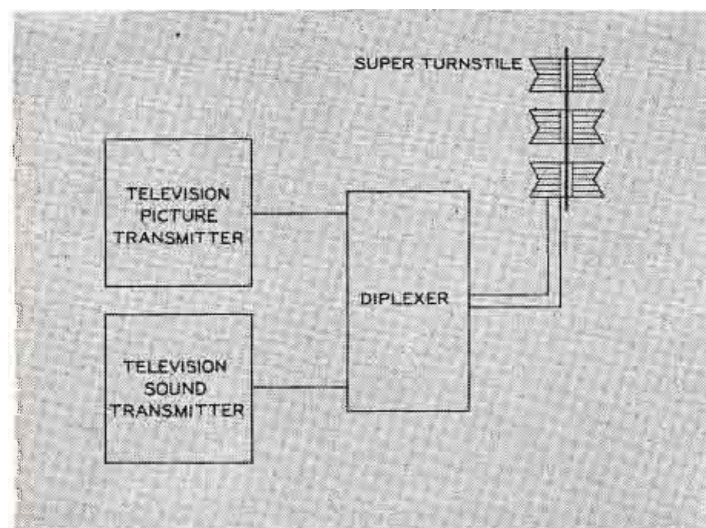 SUPER TURNSTILE
TELEVISION
PICTURE
TRANSMITTER
DIPLEXER
TELEVISION
SOUND
TRANSMITTER